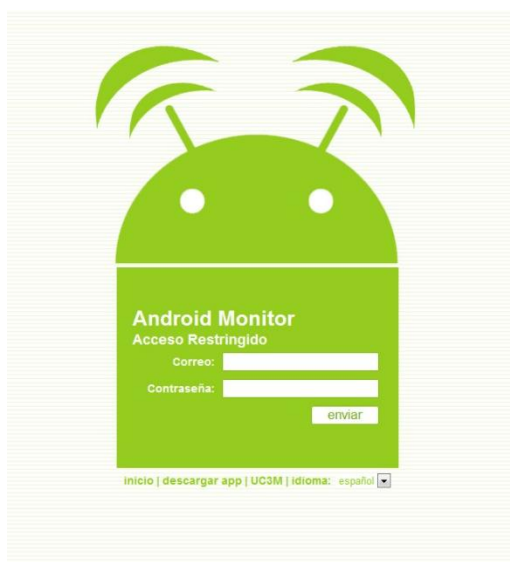 Android Monitor
Acceso Restringido
Correo:
Contraseña:
enviar
inicio | descargar app | UC3M | idioma: español